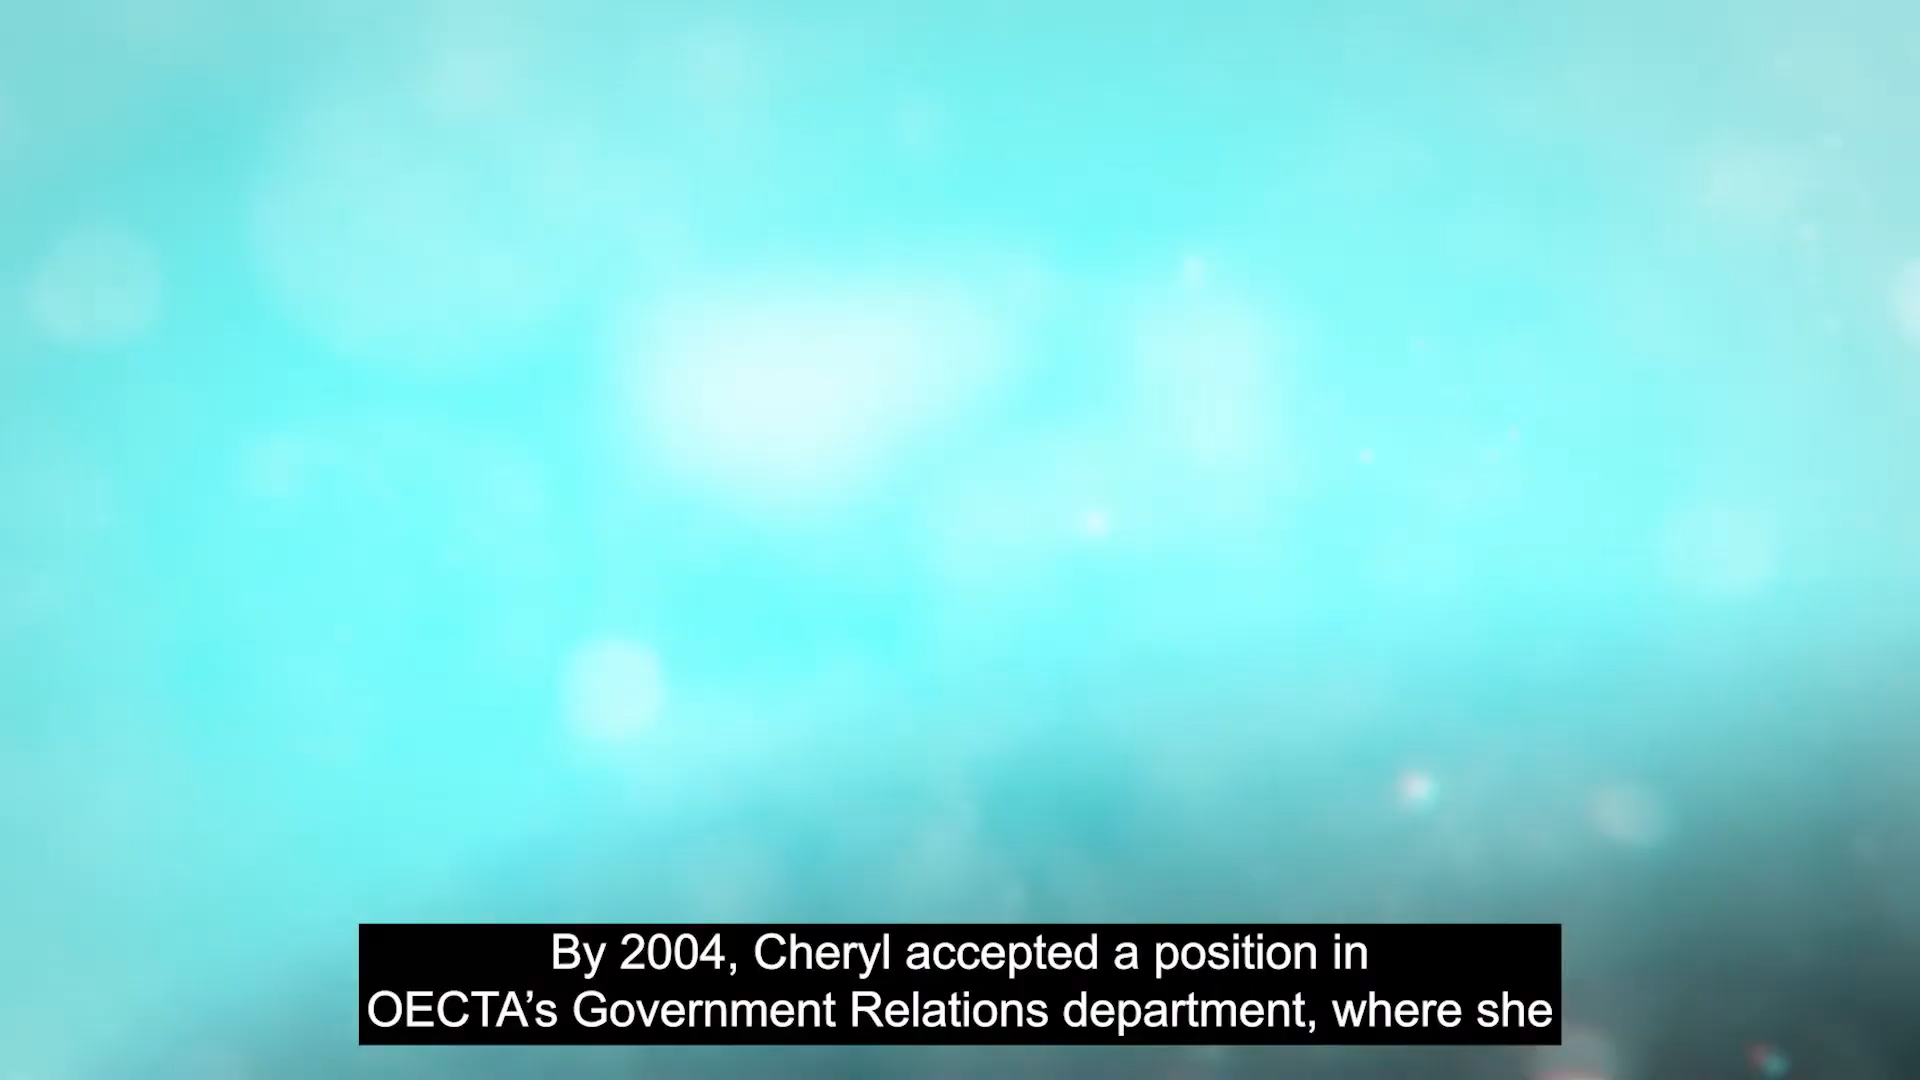 By 2004, Cheryl accepted a position in
OECTA’s Government Relations department, where she